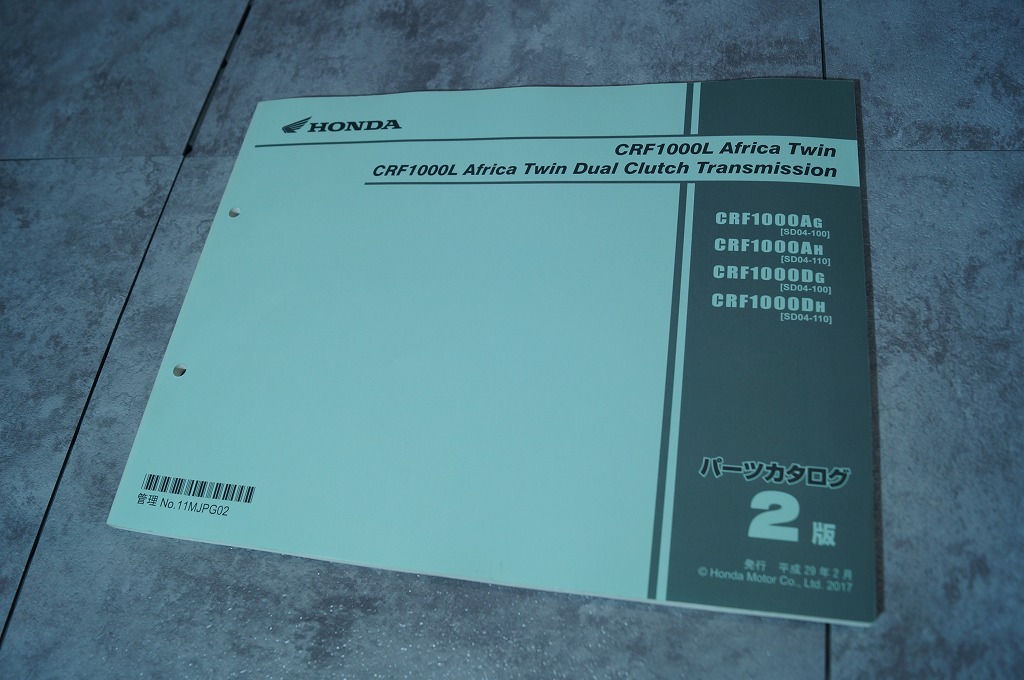 HONDA
CRF1000L Africa Twin
CRF1000L Africa Twin Dual Clutch Transmission
CRF1000AG
[SD04-100]
CRF1000AH
[SD04-110]
CRF1000DG
[SD04-100]
CRF1000DH
[SD04-110]
パーツカタログ
2版
発行 平成29年2月
© Honda Motor Co., Ltd. 2017
管理 No.11MJPG02